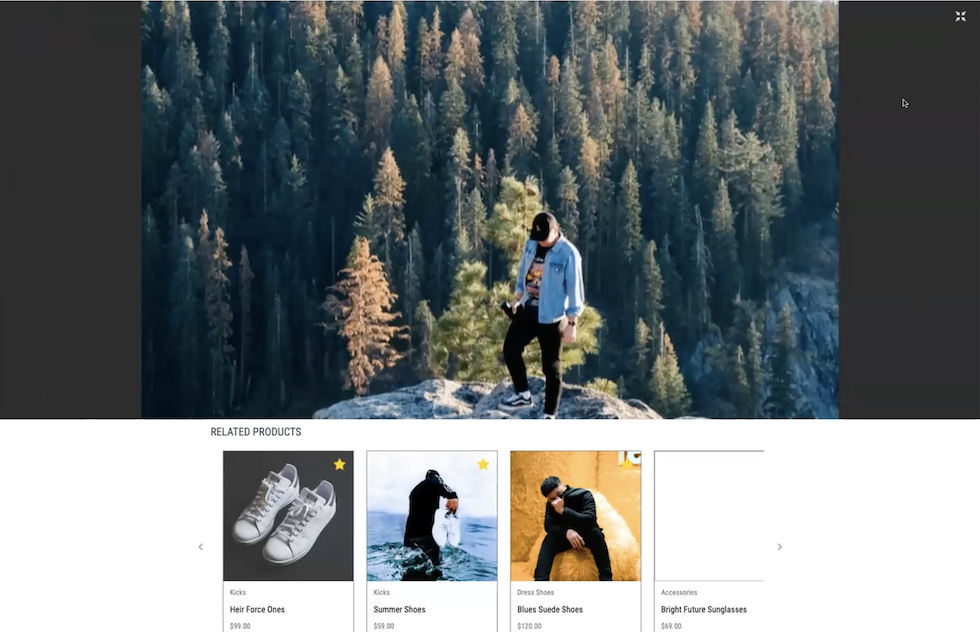 RELATED PRODUCTS
Kicks
Heir Force Ones
$99.00
Kicks
Summer Shoes
$59.00
Dress Shoes
Blues Suede Shoes
$120.00
Accessories
Bright Future Sunglasses
$69.00